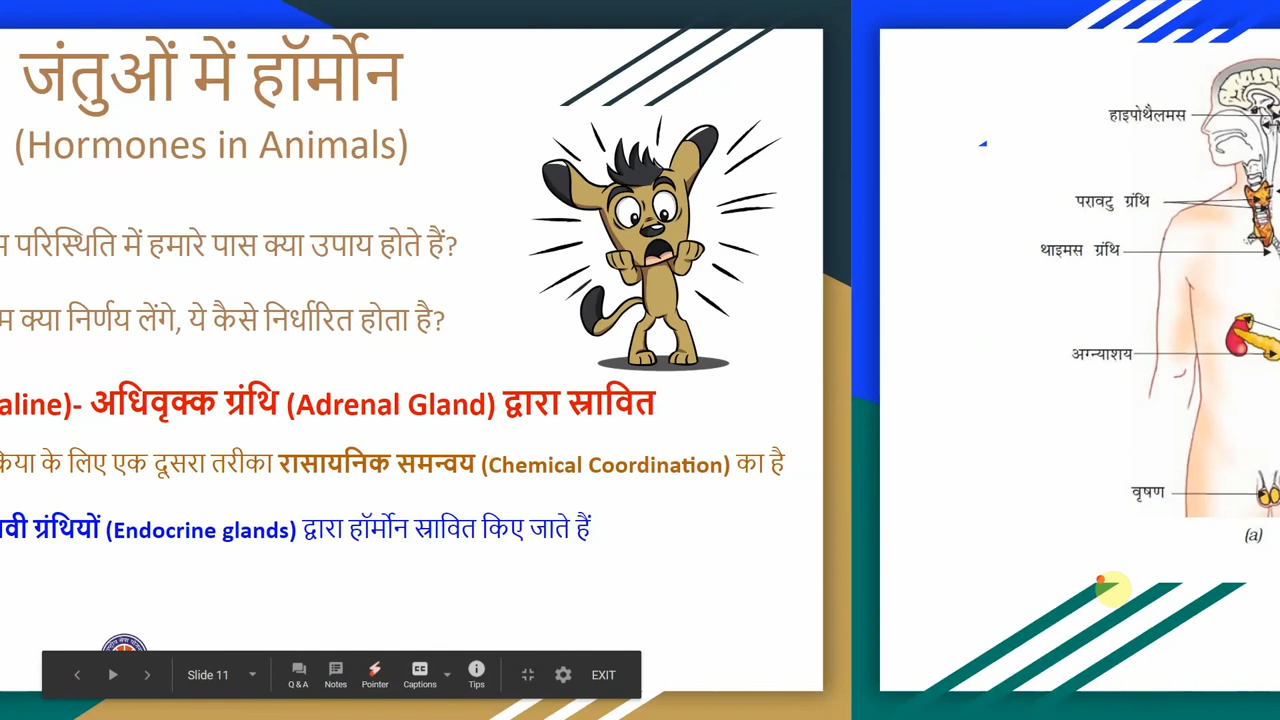 जंतुओं में हॉर्मोन
(Hormones in Animals)
परिस्थिति में हमारे पास क्या उपाय होते हैं?
क्या निर्णय लेंगे, ये कैसे निर्धारित होता है?
aline)- अधिवृक्क ग्रंथि (Adrenal Gland) द्वारा स्रावित
के लिए एक दूसरा तरीका रासायनिक समन्वय (Chemical Coordination) का है
ग्रंथियों (Endocrine glands) द्वारा हॉर्मोन स्रावित किए जाते हैं
हाइपोथैलमस
परावटु ग्रंथि
थाइमस ग्रंथि
अग्न्याशय
वृषण
(a)
Slide 11
Q & A
Notes
Pointer
Captions
Tips
EXIT